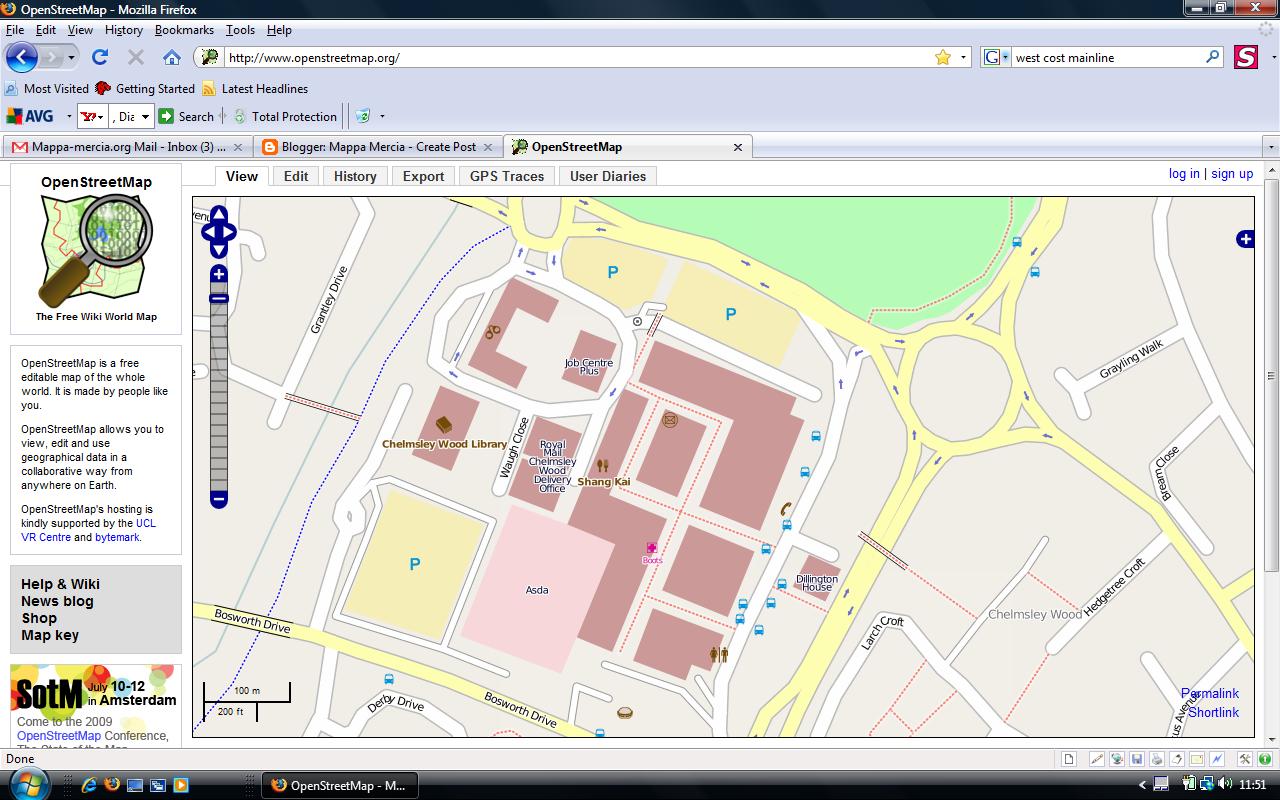 OpenStreetMap - Mozilla Firefox
File Edit View History Bookmarks Tools Help
http://www.openstreetmap.org/
west cost mainline
Most Visited Getting Started Latest Headlines
AVG , Dia Search Total Protection
Mappa-mercia.org Mail - Inbox (3) ... Blogger: Mappa Mercia - Create Post OpenStreetMap
View Edit History Export GPS Traces User Diaries log in | sign up
OpenStreetMap
The Free Wiki World Map
OpenStreetMap is a free
editable map of the whole
world. It is made by people like
you.
OpenStreetMap allows you to
view, edit and use
geographical data in a
collaborative way from
anywhere on Earth.
OpenStreetMap's hosting is
kindly supported by the UCL
VR Centre and bytemark.
Help & Wiki
News blog
Shop
Map key
SotM July 10-12
in Amsterdam
Come to the 2009
OpenStreetMap Conference,
The State of the Map
Grantley Drive
P
P
Job Centre
Plus
Grayling Walk
Chelmsley Wood Library
Waugh Close
Royal
Mail
Chelmsley
Wood
Delivery
Office
Shang Kai
Bream Close
P
Boots
Asda
Dillington
House
Hedgetree Croft
Chelmsley Wood
Larch Croft
Bosworth Drive
Derby Drive
Bosworth Drive
100 m
200 ft
Permalink
Shortlink
Done
OpenStreetMap - M...
11:51